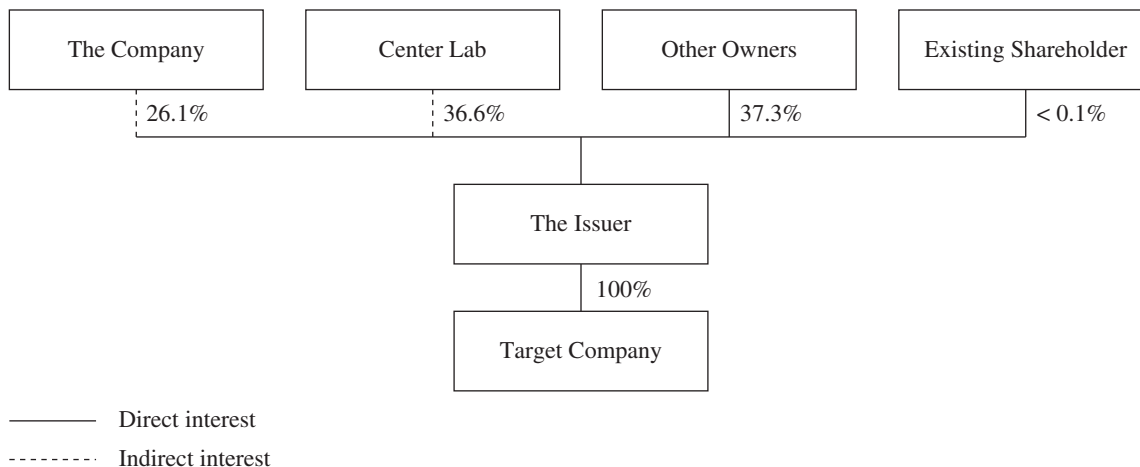 The Company
Center Lab
Other Owners
Existing Shareholder
26.1%
36.6%
37.3%
< 0.1%
The Issuer
100%
Target Company
Direct interest
Indirect interest